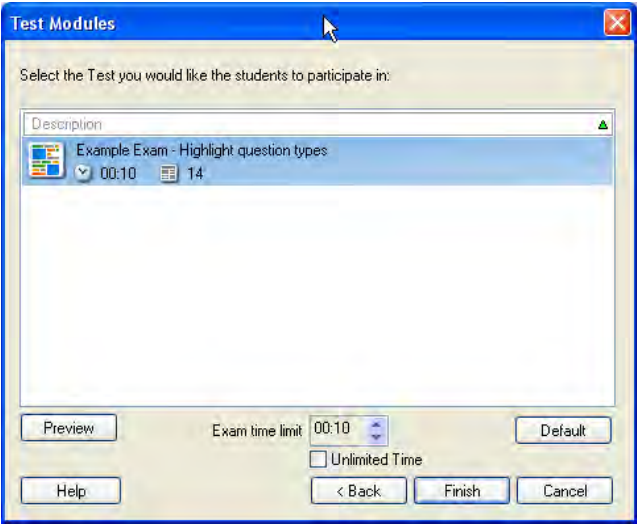 Test Modules
Select the Test you would like the students to participate in:
Description
Example Exam - Highlight question types
00:10 14
Preview Exam time limit 00:10 Default
Unlimited Time
Help < Back Finish Cancel